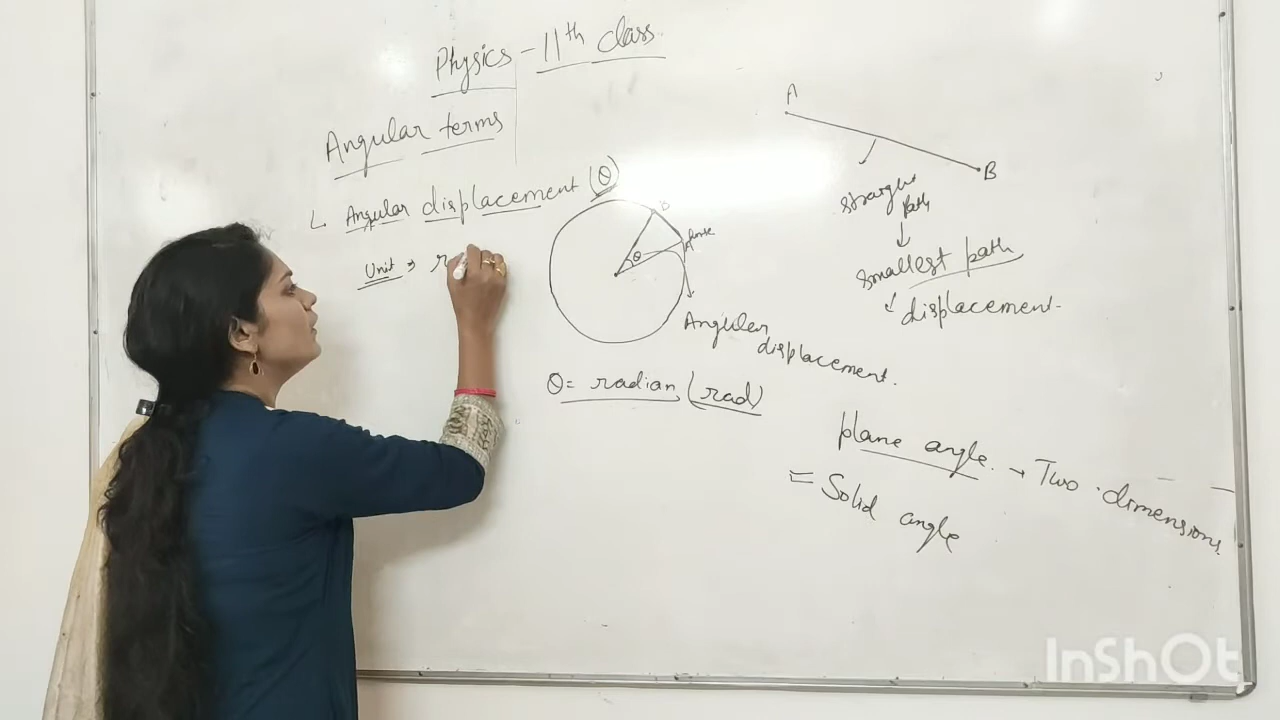 Physics - 11th class
Angular terms
Angular displacement (θ)
Unit → r
B
θ
A
Angular
displacement.
θ = radian (rad)
A
B
straight
path
↓
smallest path
↓ displacement.
plane angle. → Two dimensions
= Solid angle
InShOt